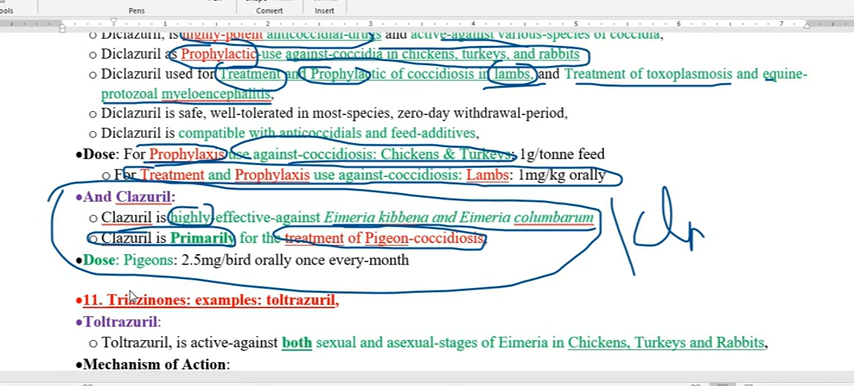 Pens
Convert
Insert
1 2 3 4 5 6 7
o Diclazuril, is highly-potent anticoccidial-drugs and active-against various-species of coccidia,
o Diclazuril as Prophylactic-use against-coccidia in chickens, turkeys, and rabbits
o Diclazuril used for Treatment and Prophylactic of coccidiosis in lambs, and Treatment of toxoplasmosis and equine-
protozoal myeloencephalitis,
o Diclazuril is safe, well-tolerated in most-species, zero-day withdrawal-period,
o Diclazuril is compatible with anticoccidials and feed-additives,
•Dose: For Prophylaxis use against-coccidiosis: Chickens & Turkeys: 1g/tonne feed
o For Treatment and Prophylaxis use against-coccidiosis: Lambs: 1mg/kg orally
•And Clazuril:
o Clazuril is highly-effective-against Eimeria kibbena and Eimeria columbarum
o Clazuril is Primarily for the treatment of Pigeon-coccidiosis,
•Dose: Pigeons: 2.5mg/bird orally once every-month
•11. Triazinones: examples: toltrazuril,
•Toltrazuril:
o Toltrazuril, is active-against both sexual and asexual-stages of Eimeria in Chickens, Turkeys and Rabbits,
•Mechanism of Action: